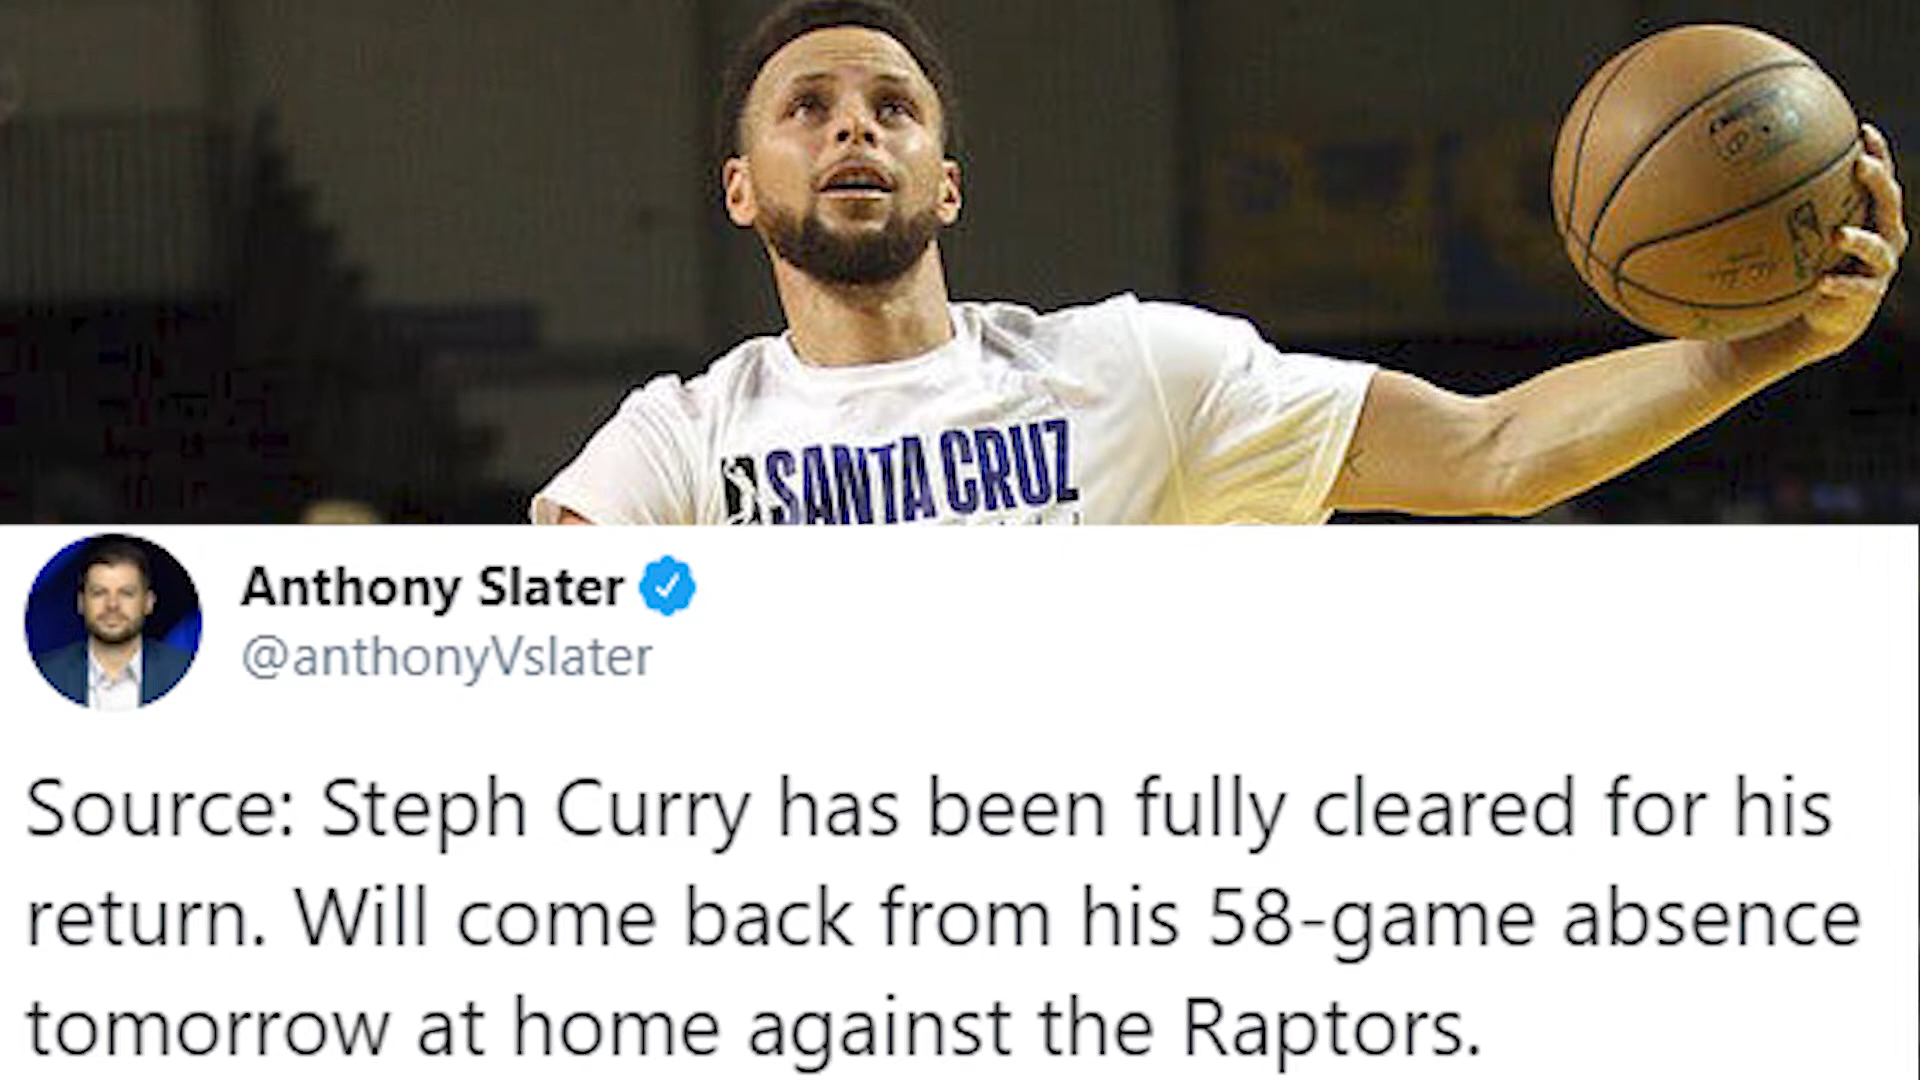 SANTA CRUZ
Anthony Slater
@anthonyVslater
Source: Steph Curry has been fully cleared for his
return. Will come back from his 58-game absence
tomorrow at home against the Raptors.